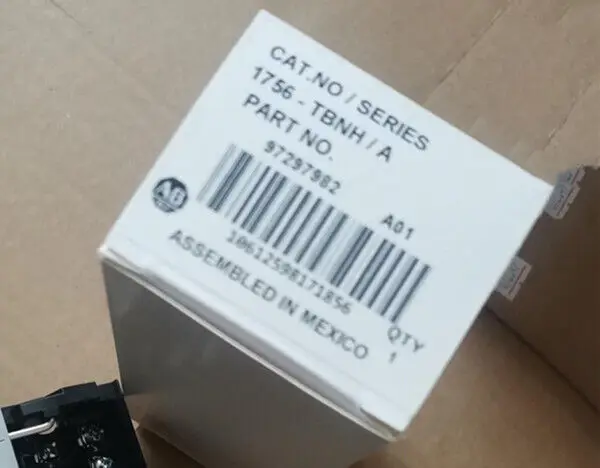 CAT.NO / SERIES
1756 - TBNH / A
PART NO.
97297982 A01
AB
10612598171856
ASSEMBLED IN MEXICO
QTY
1